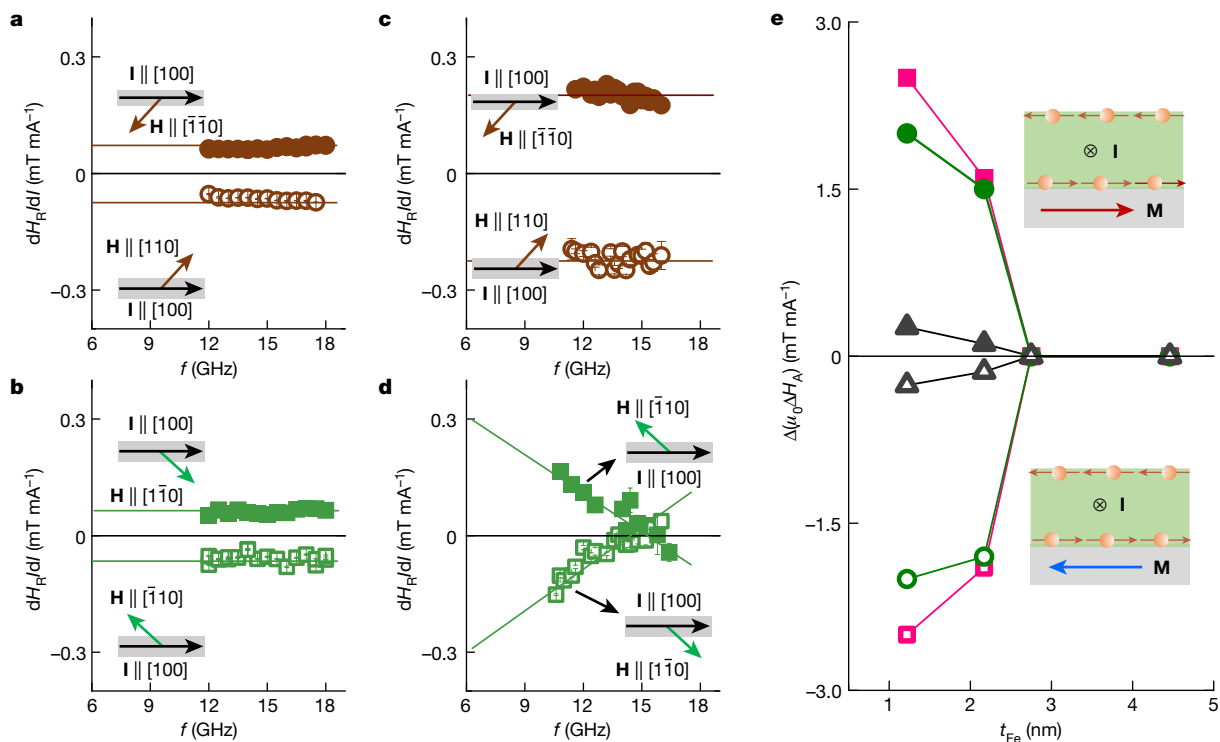 a
0.3
0
−0.3
dH_R/dI (mT mA⁻¹)
I || [100]
H || [1̄1̄0]
H || [110]
I || [100]
6 9 12 15 18
f (GHz)
c
0.3
0
−0.3
dH_R/dI (mT mA⁻¹)
I || [100]
H || [1̄1̄0]
H || [110]
I || [100]
6 9 12 15 18
f (GHz)
b
0.3
0
−0.3
dH_R/dI (mT mA⁻¹)
I || [100]
H || [11̄0]
H || [1̄10]
I || [100]
6 9 12 15 18
f (GHz)
d
0.3
0
−0.3
dH_R/dI (mT mA⁻¹)
H || [1̄10]
I || [100]
I || [100]
H || [11̄0]
6 9 12 15 18
f (GHz)
e
3.0
1.5
0
−1.5
−3.0
Δ(μ₀ΔH_A) (mT mA⁻¹)
⊗ I
M
⊗ I
M
1 2 3 4 5
t_Fe (nm)